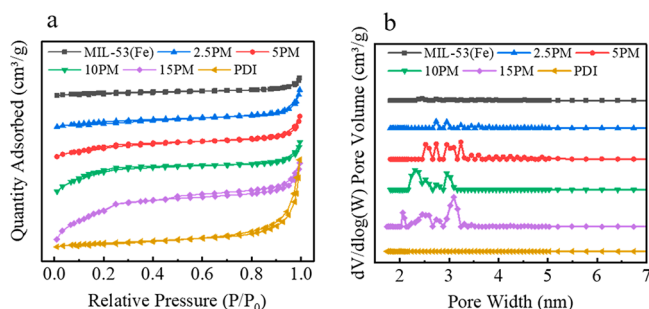 a
MIL-53(Fe) 2.5PM 5PM
10PM 15PM PDI
Quantity Adsorbed (cm³/g)
0.0 0.2 0.4 0.6 0.8 1.0
Relative Pressure (P/P₀)
b
MIL-53(Fe) 2.5PM 5PM
10PM 15PM PDI
dV/dlog(W) Pore Volume (cm³/g)
2 3 4 5 6 7
Pore Width (nm)